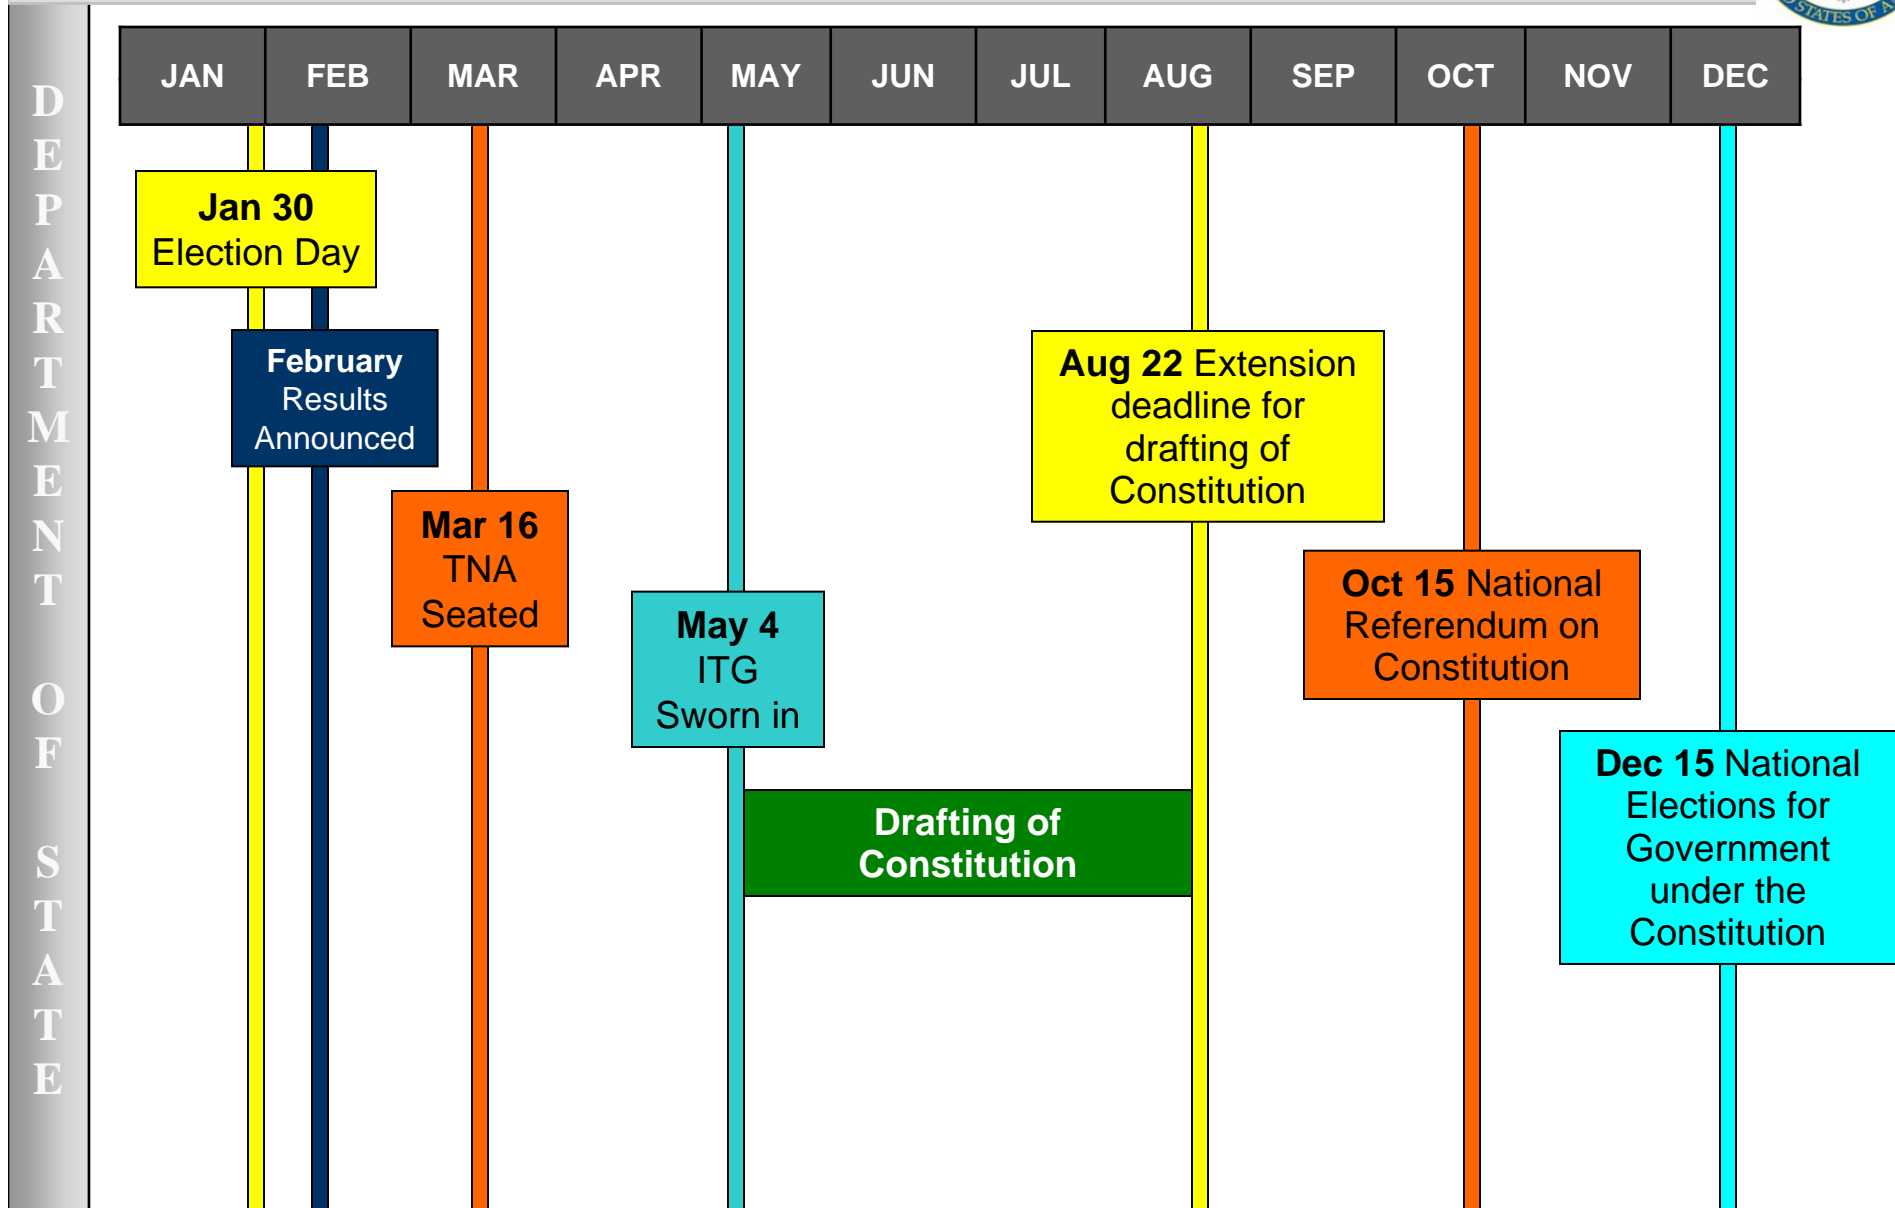 STATES OF A
JAN FEB MAR APR MAY JUN JUL AUG SEP OCT NOV DEC
DEPARTMENT OF STATE
Jan 30
Election Day
February
Results
Announced
Mar 16
TNA
Seated
May 4
ITG
Sworn in
Drafting of
Constitution
Aug 22 Extension
deadline for
drafting of
Constitution
Oct 15 National
Referendum on
Constitution
Dec 15 National
Elections for
Government
under the
Constitution